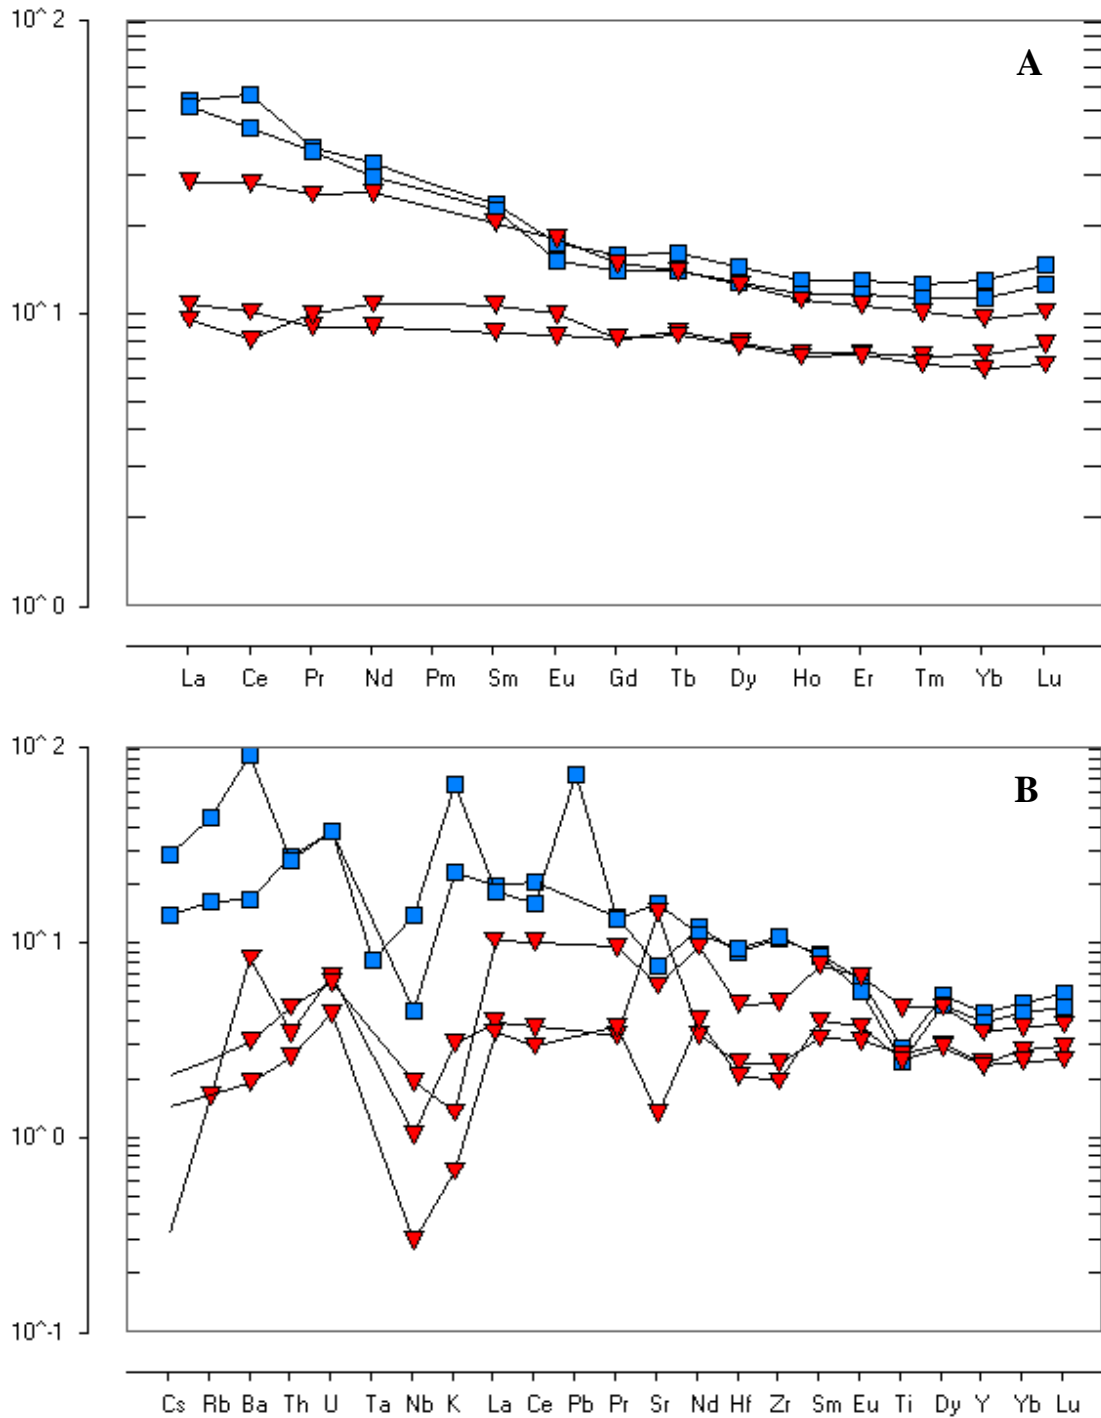 10^2
A
10^1
10^0
La Ce Pr Nd Pm Sm Eu Gd Tb Dy Ho Er Tm Yb Lu
10^2
B
10^1
10^0
10^-1
Cs Rb Ba Th U Ta Nb K La Ce Pb Pr Sr Nd Hf Zr Sm Eu Ti Dy Y Yb Lu